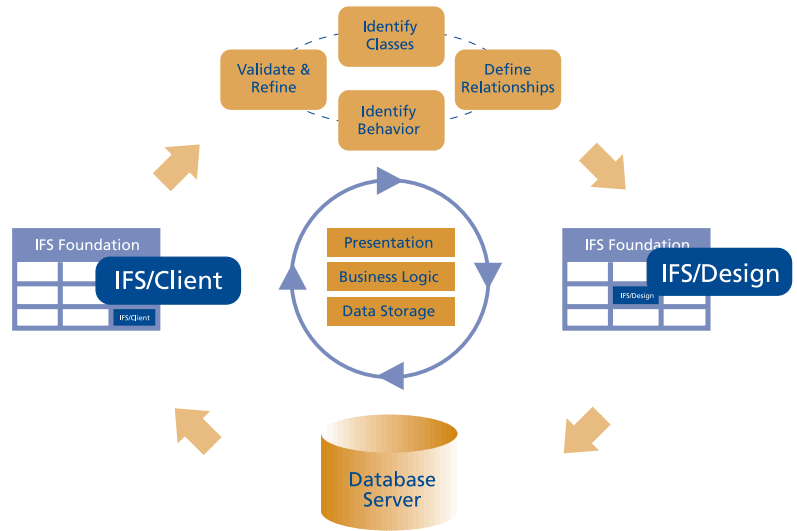 Identify
Classes
Validate &
Refine
Define
Relationships
Identify
Behavior
IFS Foundation
IFS/Client
IFS/Client
Presentation
Business Logic
Data Storage
IFS Foundation
IFS/Design
IFS/Design
Database
Server